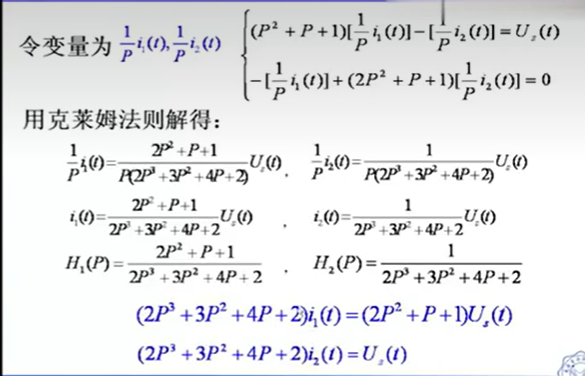 令变量为 $\frac{1}{P}i_1(t),\frac{1}{P}i_2(t)$ $\begin{cases}(P^2+P+1)[\frac{1}{P}i_1(t)]-[\frac{1}{P}i_2(t)]=U_s(t)\\-[\frac{1}{P}i_1(t)]+(2P^2+P+1)[\frac{1}{P}i_2(t)]=0\end{cases}$
用克莱姆法则解得：
$\frac{1}{P}i_1(t)=\frac{2P^2+P+1}{P(2P^3+3P^2+4P+2)}U_s(t)$ , $\frac{1}{P}i_2(t)=\frac{1}{P(2P^3+3P^2+4P+2)}U_s(t)$
$i_1(t)=\frac{2P^2+P+1}{2P^3+3P^2+4P+2}U_s(t)$ , $i_2(t)=\frac{1}{2P^3+3P^2+4P+2}U_s(t)$
$H_1(P)=\frac{2P^2+P+1}{2P^3+3P^2+4P+2}$ , $H_2(P)=\frac{1}{2P^3+3P^2+4P+2}$
$(2P^3+3P^2+4P+2)i_1(t)=(2P^2+P+1)U_s(t)$
$(2P^3+3P^2+4P+2)i_2(t)=U_s(t)$